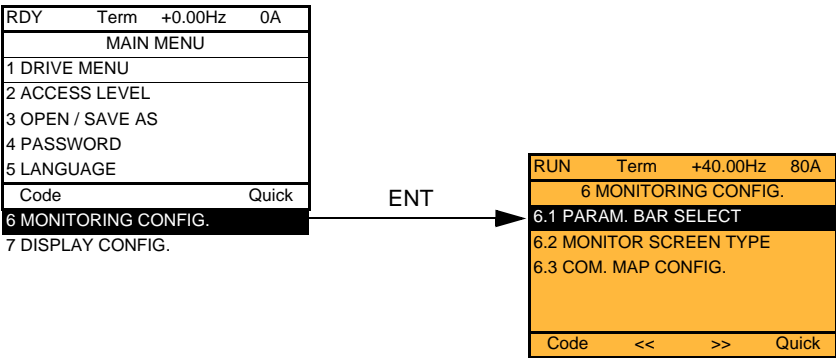 RDY Term +0.00Hz 0A
MAIN MENU
1 DRIVE MENU
2 ACCESS LEVEL
3 OPEN / SAVE AS
4 PASSWORD
5 LANGUAGE
Code Quick
6 MONITORING CONFIG.
7 DISPLAY CONFIG.
ENT
RUN Term +40.00Hz 80A
6 MONITORING CONFIG.
6.1 PARAM. BAR SELECT
6.2 MONITOR SCREEN TYPE
6.3 COM. MAP CONFIG.
Code << >> Quick